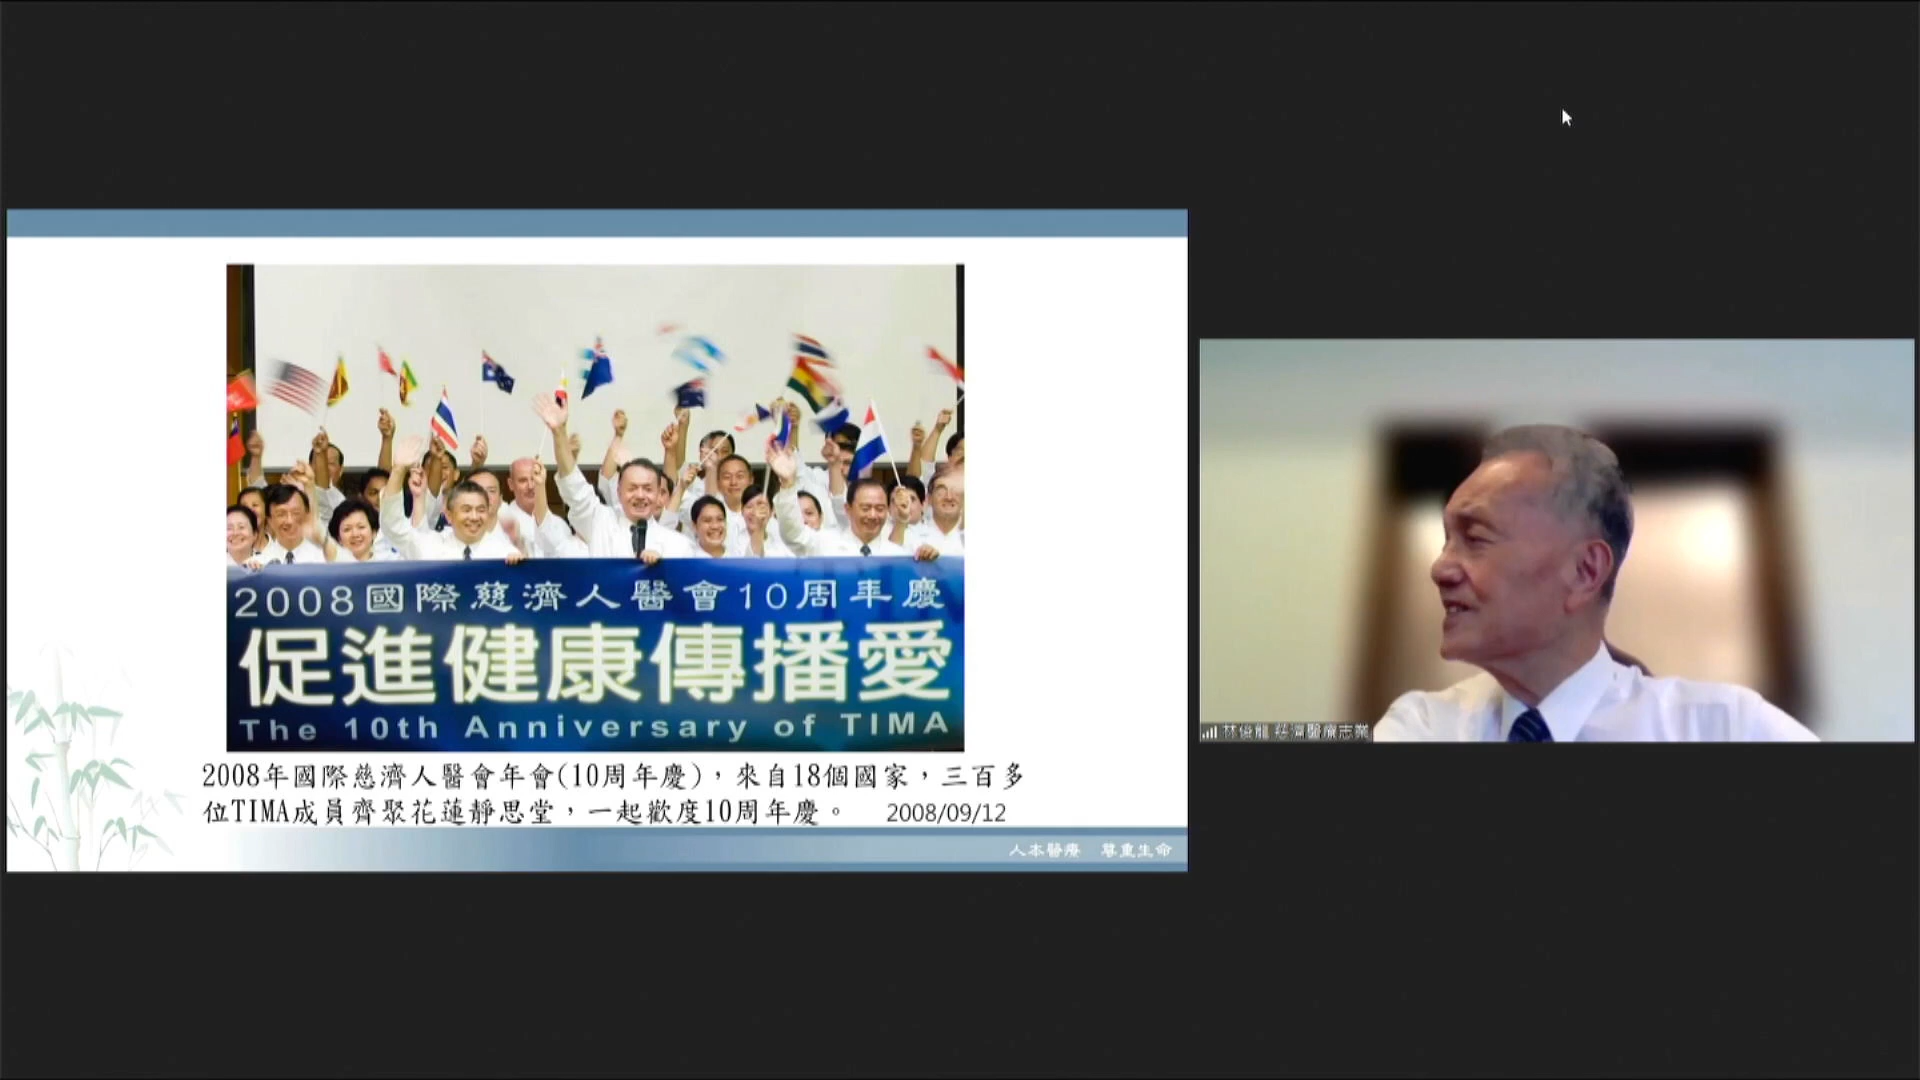 2008國際慈濟人醫會10周年慶
促進健康傳播愛
The 10th Anniversary of TIMA
2008年國際慈濟人醫會年會(10周年慶)，來自18個國家，三百多
位TIMA成員齊聚花蓮靜思堂，一起歡度10周年慶。 2008/09/12
人本醫療 尊重生命
林俊龍 慈濟醫療志業